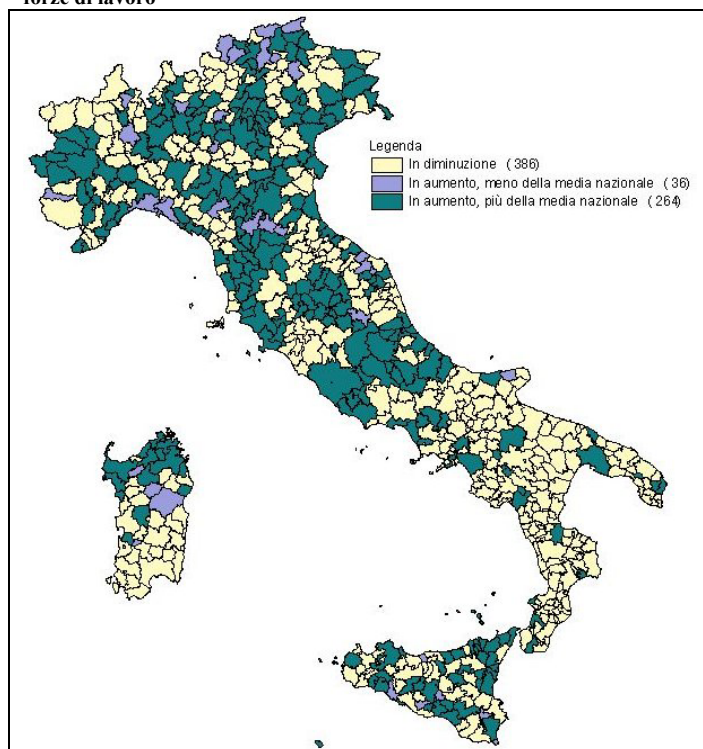 forze di lavoro
Legenda
In diminuzione (386)
In aumento, meno della media nazionale (36)
In aumento, più della media nazionale (264)